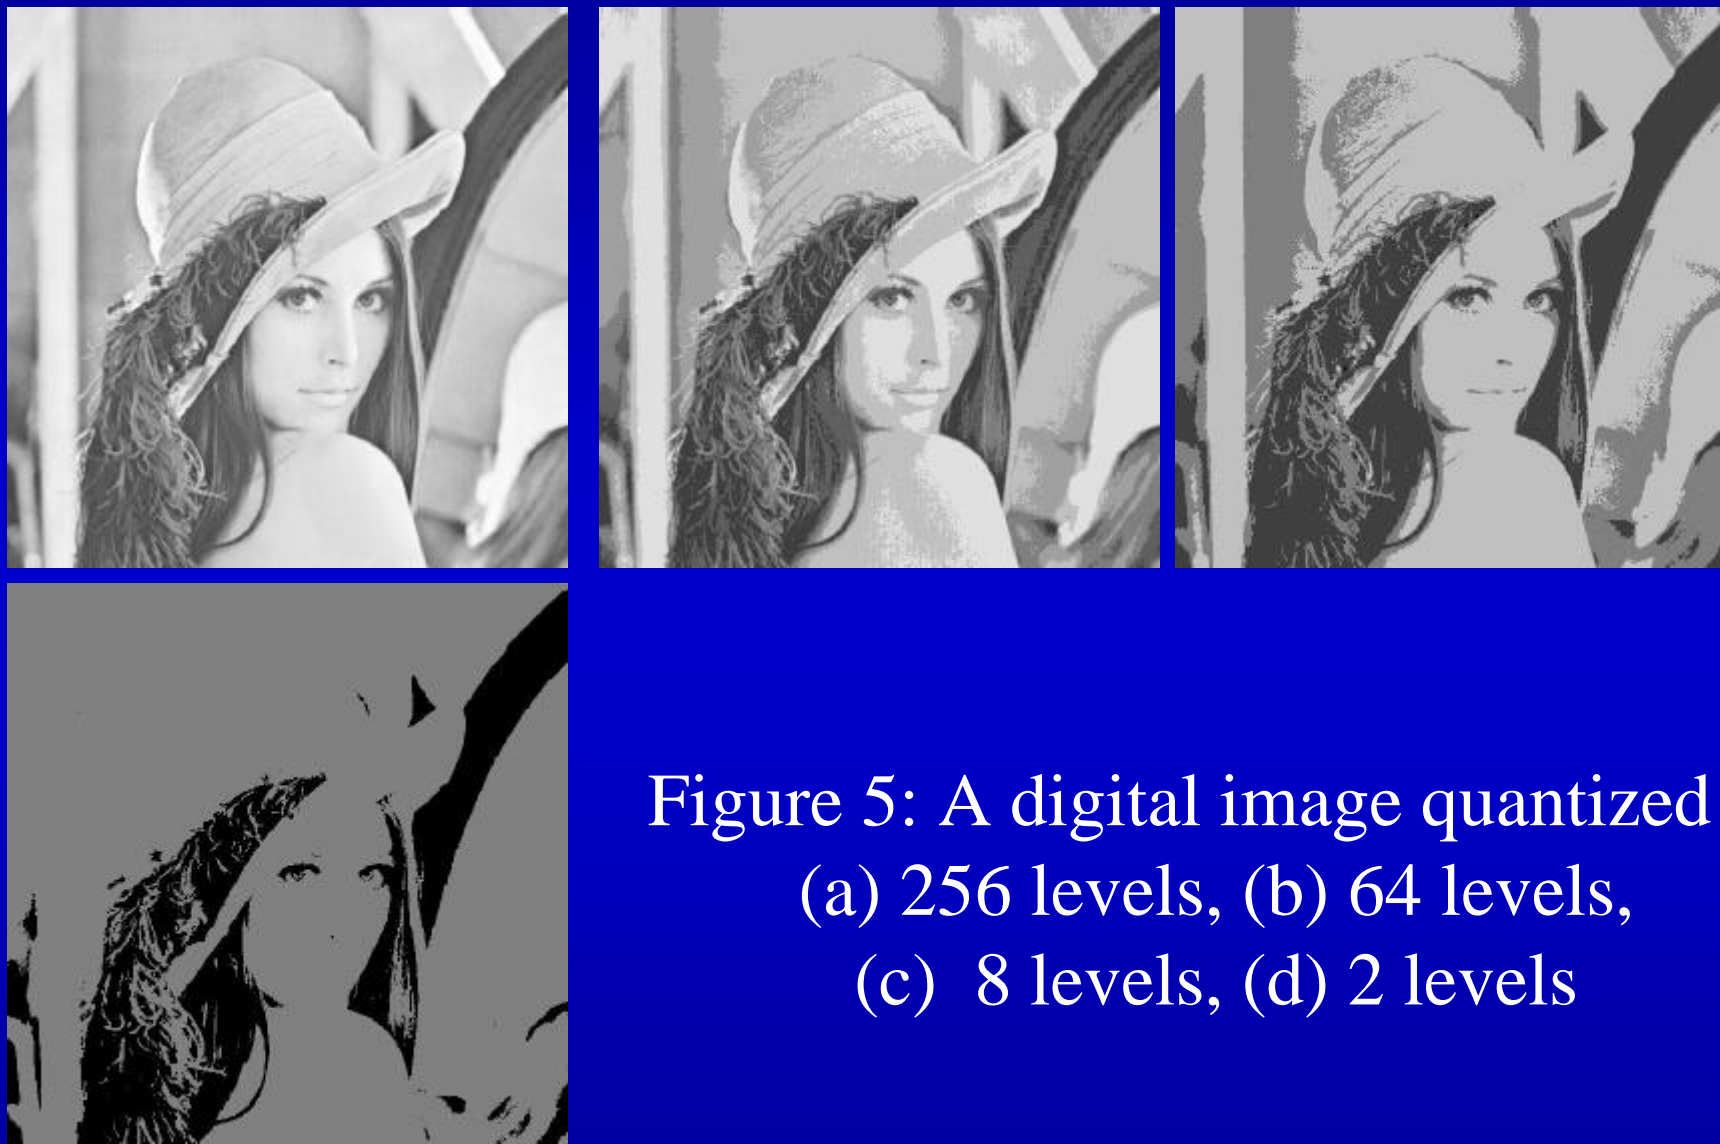 Figure 5: A digital image quantized
(a) 256 levels, (b) 64 levels,
(c) 8 levels, (d) 2 levels